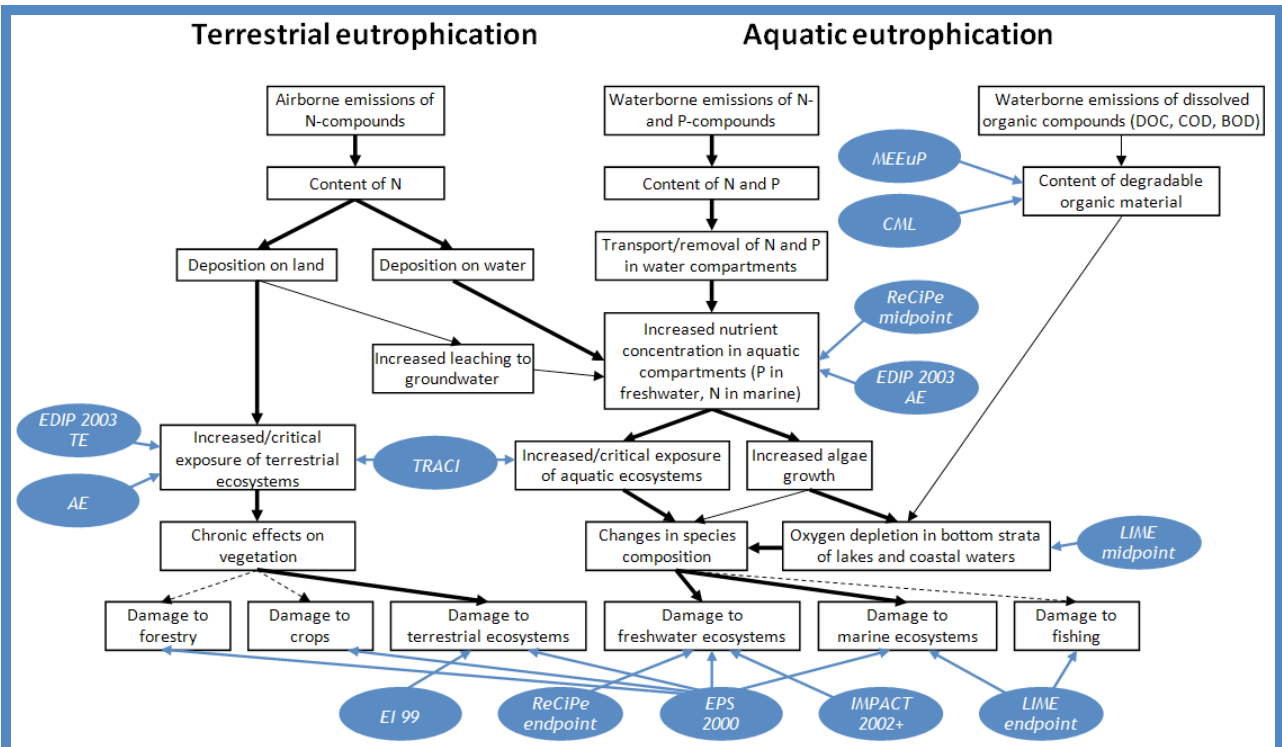 Terrestrial eutrophication
Aquatic eutrophication
Airborne emissions of
N-compounds
Waterborne emissions of N-
and P-compounds
Waterborne emissions of dissolved
organic compounds (DOC, COD, BOD)
MEEuP
Content of N
Content of N and P
Content of degradable
organic material
CML
Deposition on land
Deposition on water
Transport/removal of N and P
in water compartments
ReCiPe
midpoint
Increased nutrient
concentration in aquatic
compartments (P in
freshwater, N in marine)
Increased leaching to
groundwater
EDIP 2003
AE
EDIP 2003
TE
Increased/critical
exposure of terrestrial
ecosystems
TRACI
Increased/critical exposure
of aquatic ecosystems
Increased algae
growth
AE
Chronic effects on
vegetation
Changes in species
composition
Oxygen depletion in bottom strata
of lakes and coastal waters
LIME
midpoint
Damage to
forestry
Damage to
crops
Damage to
terrestrial ecosystems
Damage to
freshwater ecosystems
Damage to
marine ecosystems
Damage to
fishing
EI 99
ReCiPe
endpoint
EPS
2000
IMPACT
2002+
LIME
endpoint